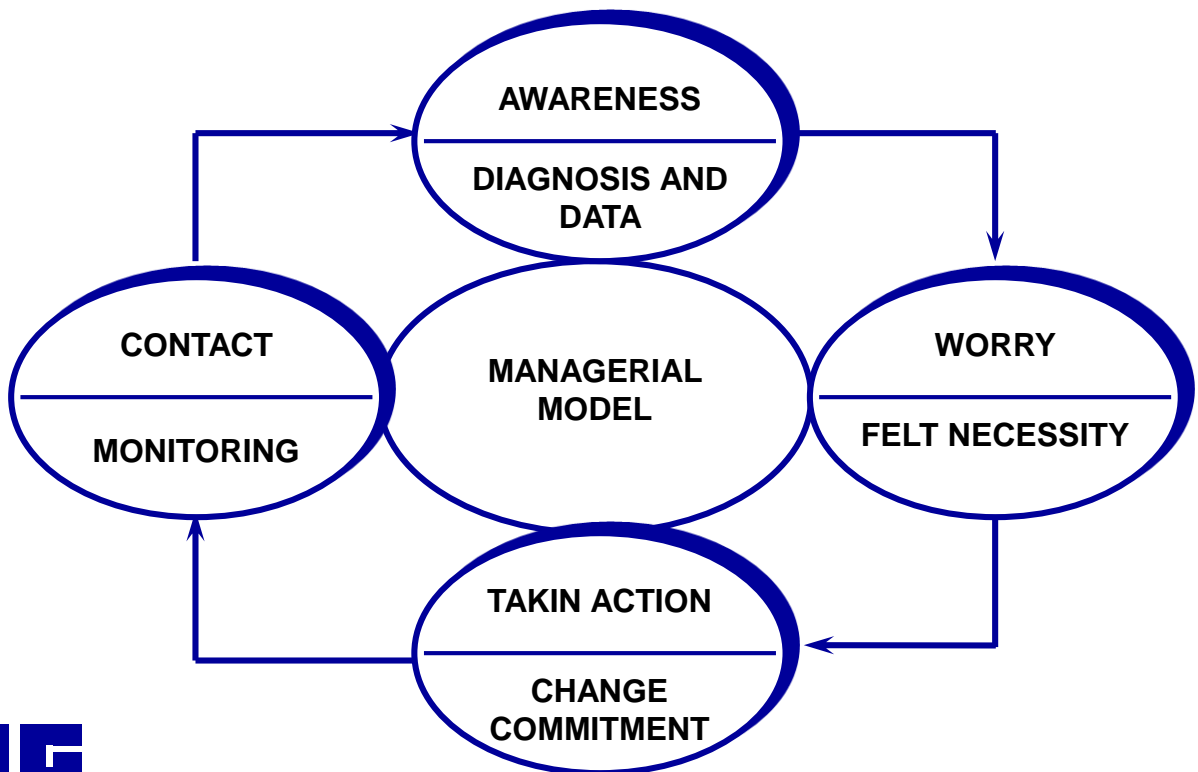 AWARENESS
DIAGNOSIS AND
DATA
CONTACT
MONITORING
MANAGERIAL
MODEL
WORRY
FELT NECESSITY
TAKIN ACTION
CHANGE
COMMITMENT